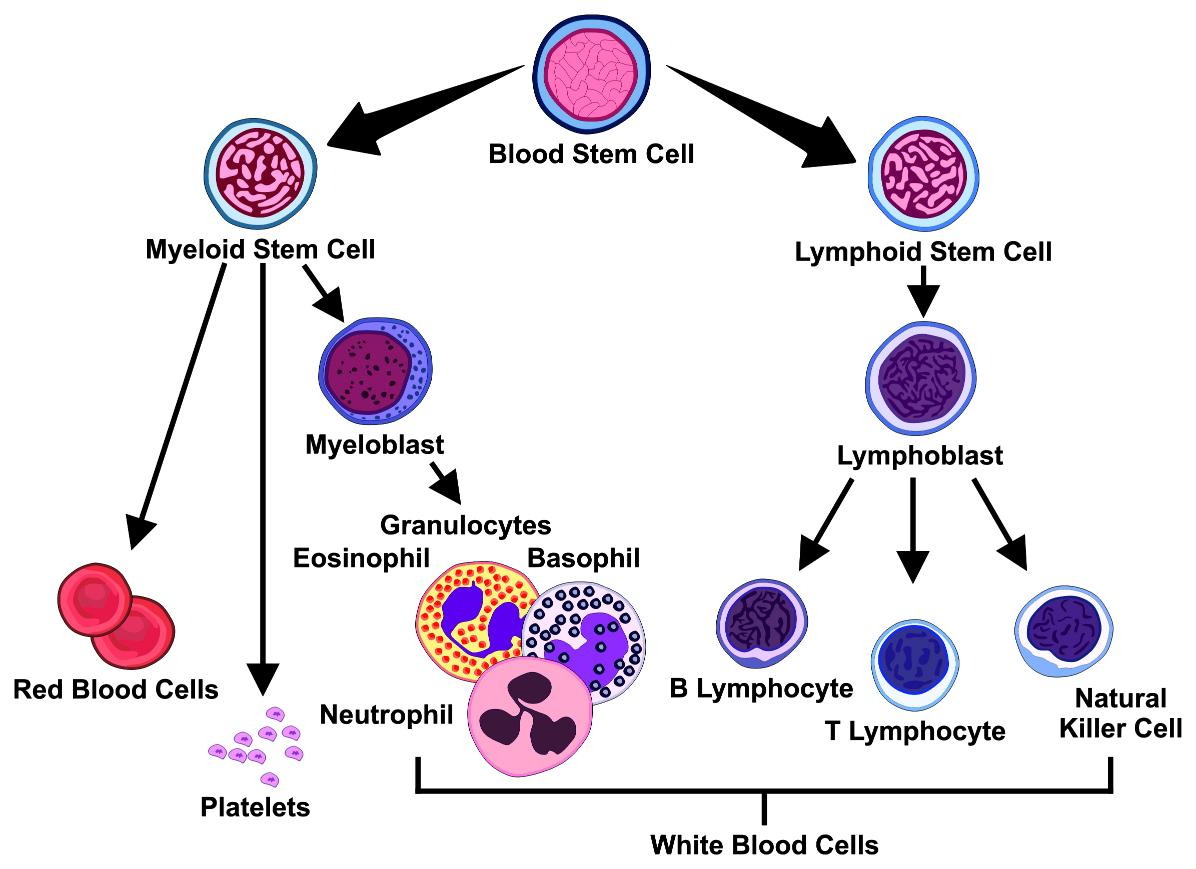 Blood Stem Cell
Myeloid Stem Cell
Lymphoid Stem Cell
Myeloblast
Lymphoblast
Granulocytes
Eosinophil
Basophil
Neutrophil
Red Blood Cells
Platelets
B Lymphocyte
T Lymphocyte
Natural
Killer Cell
White Blood Cells